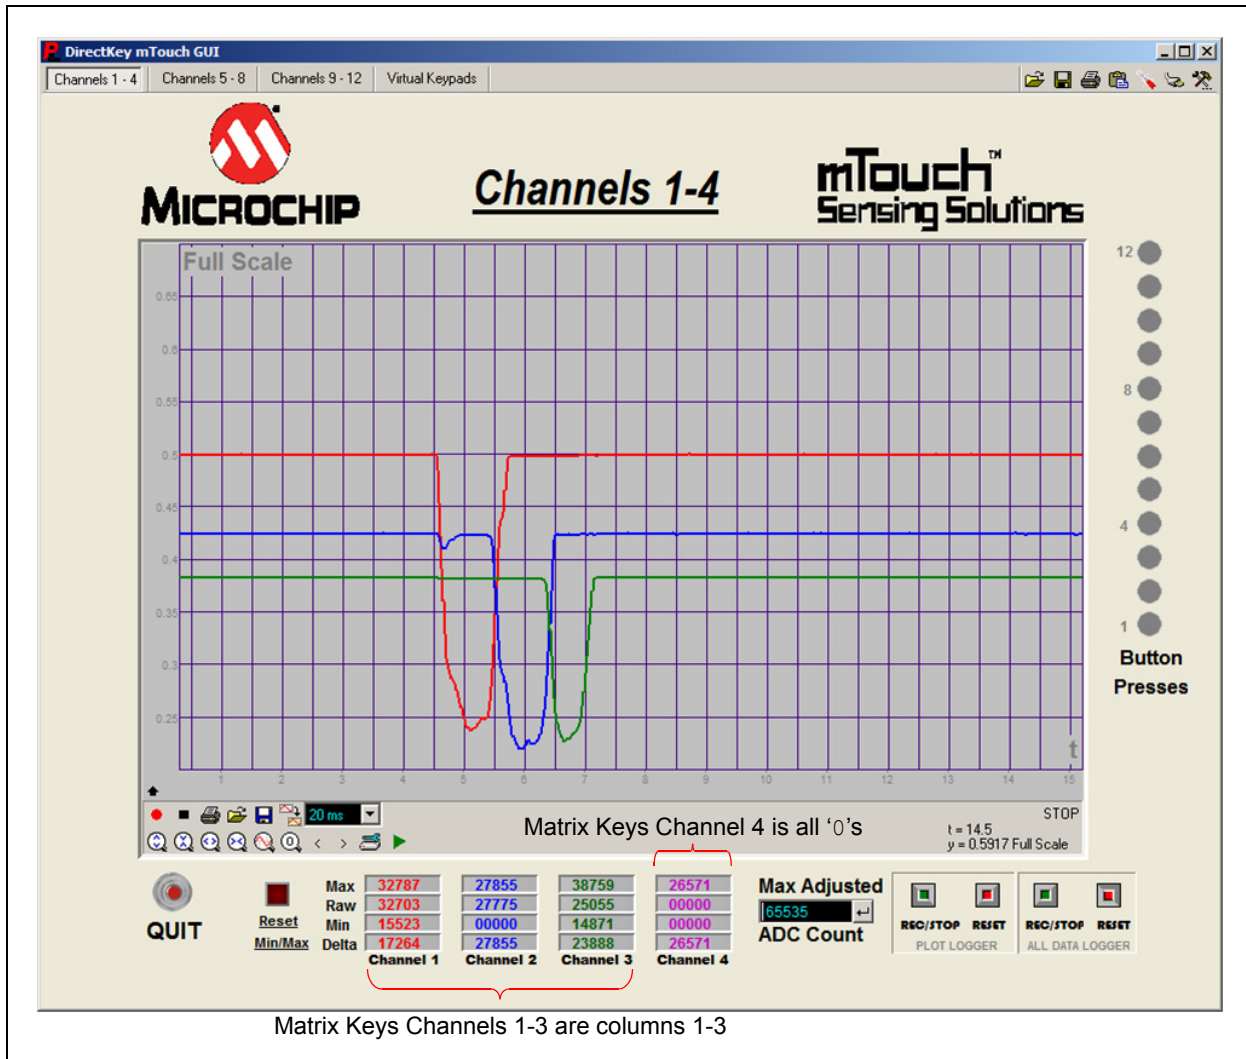 DirectKey mTouch GUI
Channels 1 - 4 Channels 5 - 8 Channels 9 - 12 Virtual Keypads
MICROCHIP
Channels 1-4
mTouch™
Sensing Solutions
Full Scale
0.65
0.6
0.55
0.5
0.45
0.4
0.35
0.3
0.25
t
1 2 3 4 5 6 7 8 9 10 11 12 13 14 15
12
8
4
1
Button
Presses
20 ms
STOP
t = 14.5
y = 0.5917 Full Scale
Matrix Keys Channel 4 is all ‘0’s
QUIT
Reset
Min/Max
Max 32787 27855 38759 26571
Raw 32703 27775 25055 00000
Min 15523 00000 14871 00000
Delta 17264 27855 23888 26571
Channel 1 Channel 2 Channel 3 Channel 4
Max Adjusted
65535
ADC Count
REC/STOP RESET REC/STOP RESET
PLOT LOGGER ALL DATA LOGGER
Matrix Keys Channels 1-3 are columns 1-3